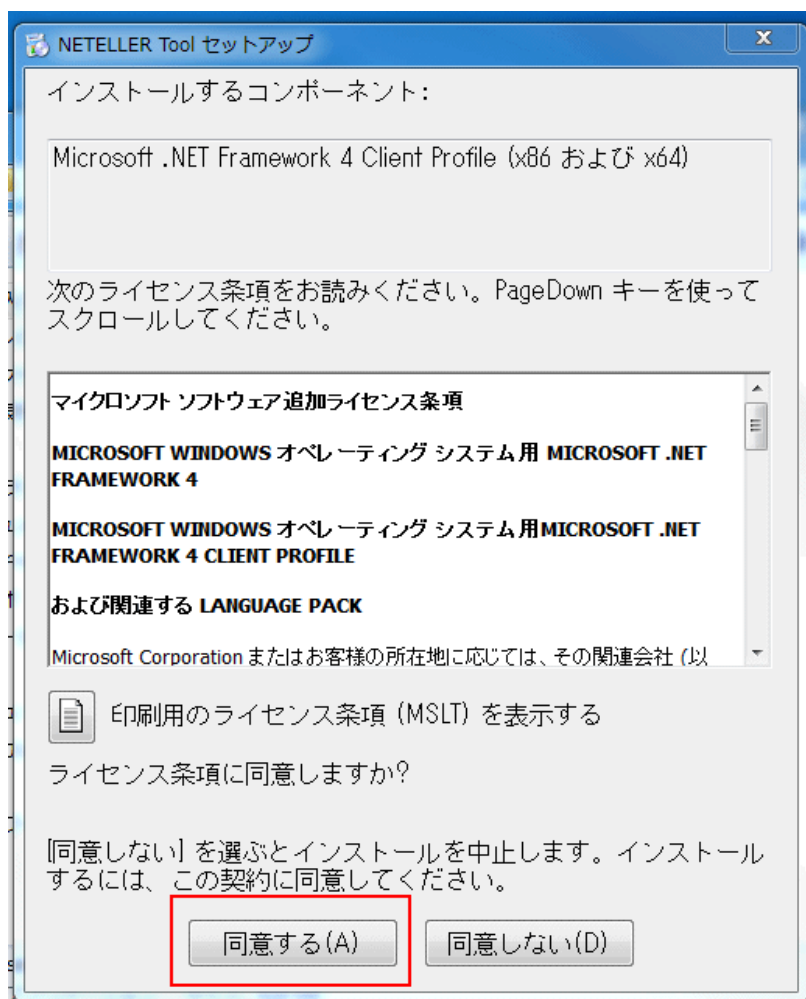 NETELLER Tool セットアップ
インストールするコンポーネント:
Microsoft .NET Framework 4 Client Profile (x86 および x64)
次のライセンス条項をお読みください。PageDown キーを使って
スクロールしてください。
マイクロソフト ソフトウェア追加ライセンス条項
MICROSOFT WINDOWS オペレーティング システム用 MICROSOFT .NET
FRAMEWORK 4
MICROSOFT WINDOWS オペレーティング システム用MICROSOFT .NET
FRAMEWORK 4 CLIENT PROFILE
および関連する LANGUAGE PACK
Microsoft Corporation またはお客様の所在地に応じては、その関連会社 (以
印刷用のライセンス条項 (MSLT) を表示する
ライセンス条項に同意しますか?
[同意しない] を選ぶとインストールを中止します。インストール
するには、この契約に同意してください。
同意する(A)
同意しない(D)